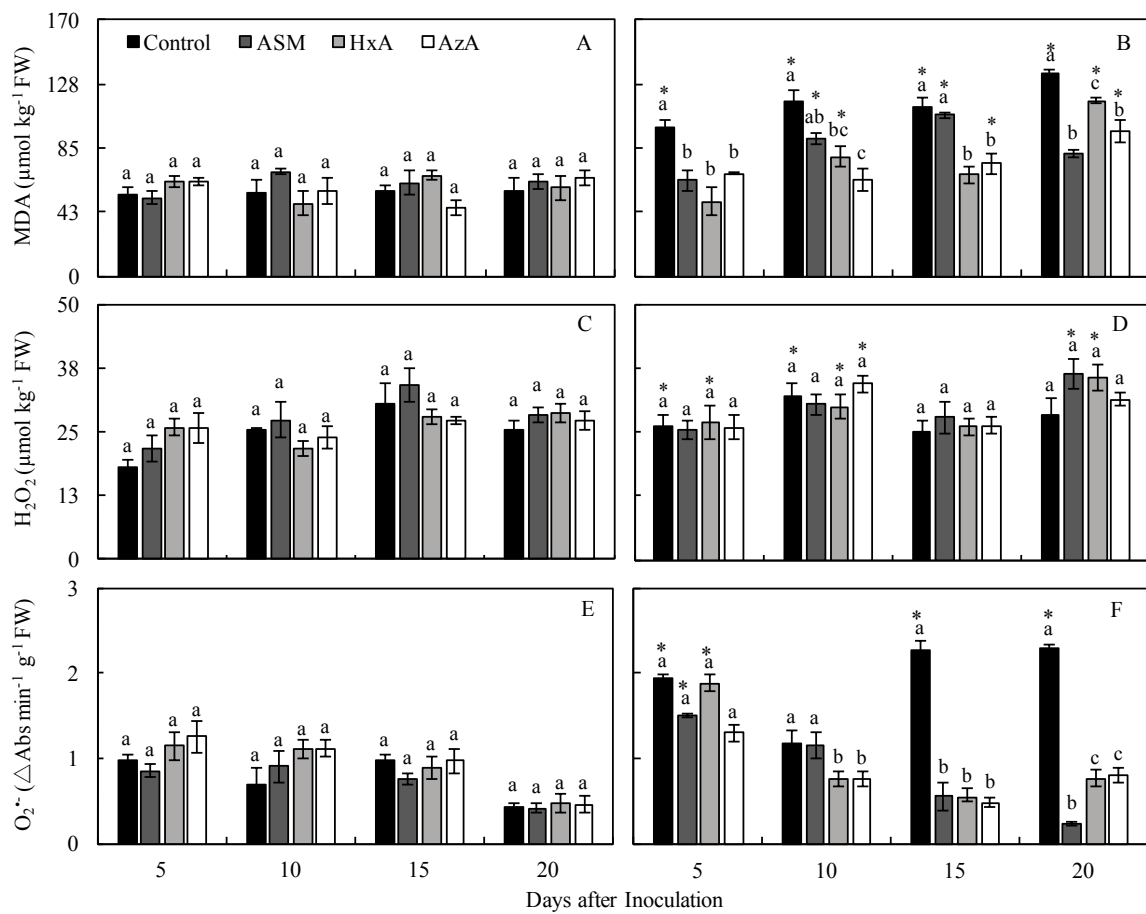 170
128
85
43
0
MDA (µmol kg⁻¹ FW)
Control ASM HxA AzA
A
a a a a a a a a a a a a a a a a
B
* a b b b
* a * ab * bc c
* a * a b * b
* a b * c * b
50
38
25
13
0
H₂O₂ (µmol kg⁻¹ FW)
C
a a a a a a a a a a a a a a a a
D
* a a * a a
* a a * a * a
a a a a
a * a * a a
3
2
1
0
O₂•- (△Abs min⁻¹ g⁻¹ FW)
E
a a a a a a a a a a a a a a a a
F
* a * a * a a
a a b b
* a b b b
* a b c c
5 10 15 20 5 10 15 20
Days after Inoculation